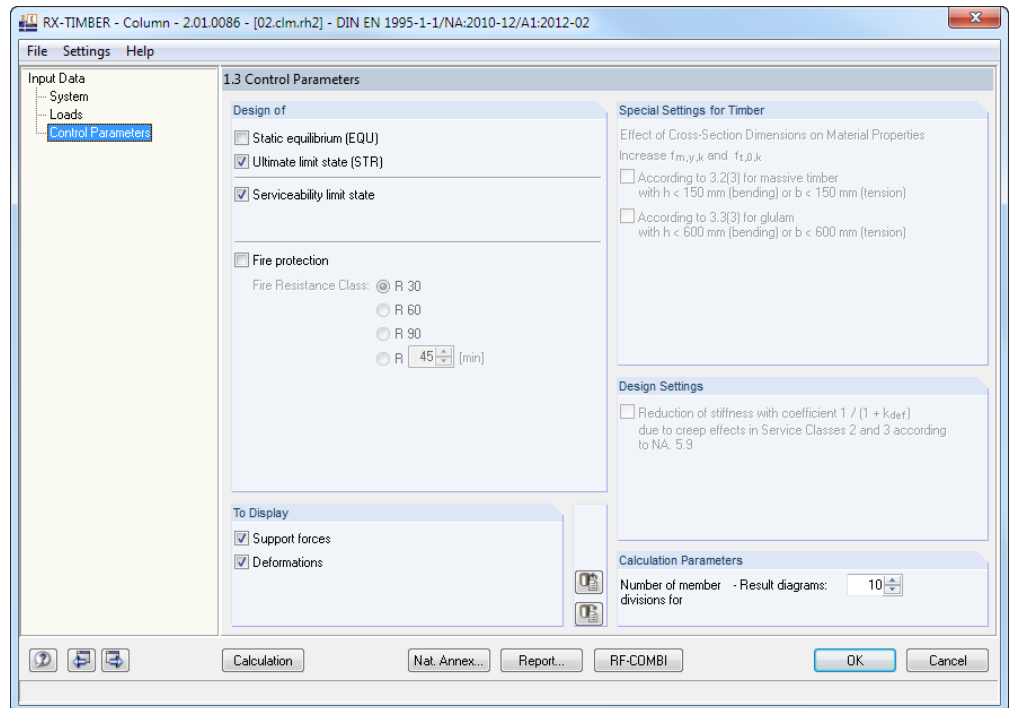 RX-TIMBER - Column - 2.01.0086 - [02.clm.rh2] - DIN EN 1995-1-1/NA:2010-12/A1:2012-02
File Settings Help
Input Data
System
Loads
Control Parameters
1.3 Control Parameters
Design of
Static equilibrium (EQU)
Ultimate limit state (STR)
Serviceability limit state
Fire protection
Fire Resistance Class: R 30
R 60
R 90
R 45 [min]
To Display
Support forces
Deformations
Special Settings for Timber
Effect of Cross-Section Dimensions on Material Properties
Increase fm,y,k and ft,0,k
According to 3.2(3) for massive timber
with h < 150 mm (bending) or b < 150 mm (tension)
According to 3.3(3) for glulam
with h < 600 mm (bending) or b < 600 mm (tension)
Design Settings
Reduction of stiffness with coefficient 1 / (1 + kdef)
due to creep effects in Service Classes 2 and 3 according
to NA. 5.9
Calculation Parameters
Number of member - Result diagrams: 10
divisions for
Calculation Nat. Annex... Report... RF-COMBI OK Cancel